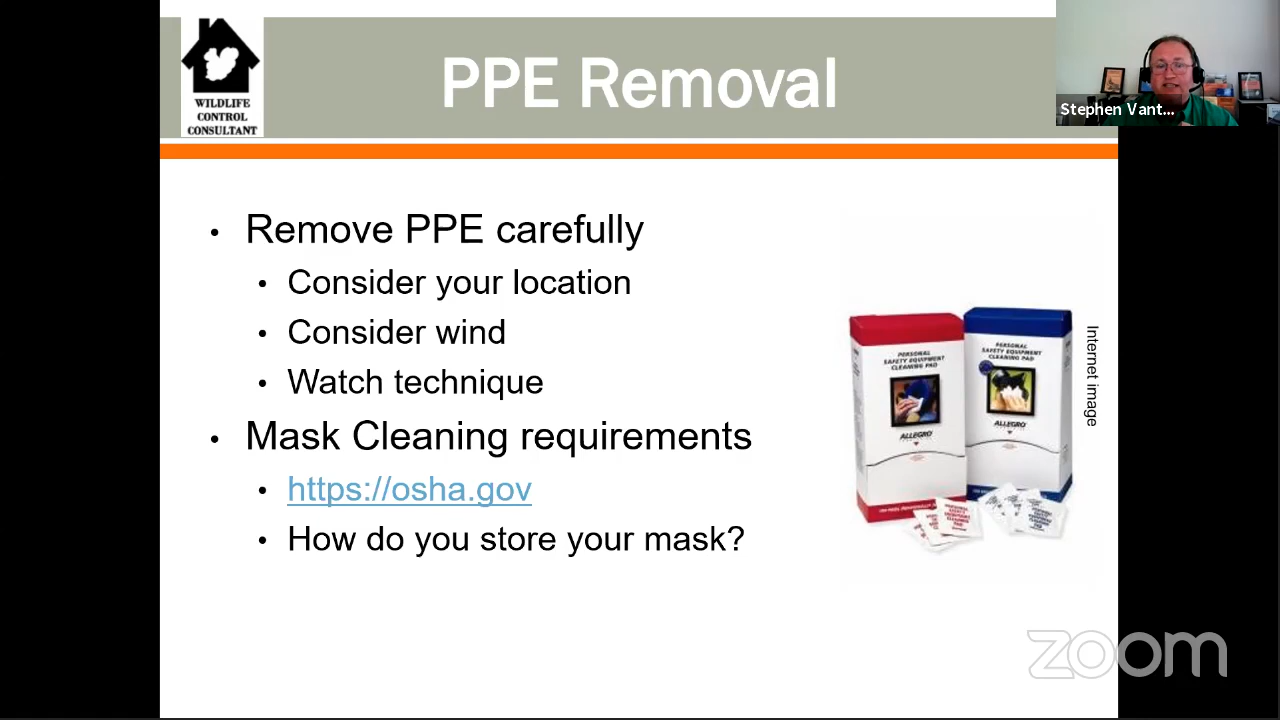 WILDLIFE
CONTROL
CONSULTANT
PPE Removal
Stephen Vant...
• Remove PPE carefully
• Consider your location
• Consider wind
• Watch technique
• Mask Cleaning requirements
• https://osha.gov
• How do you store your mask?
PERSONAL
SAFETY EQUIPMENT
CLEANING PAD
ALLEGRO
PERSONAL
SAFETY EQUIPMENT
CLEANING PAD
ALLEGRO
Internet image
zoom